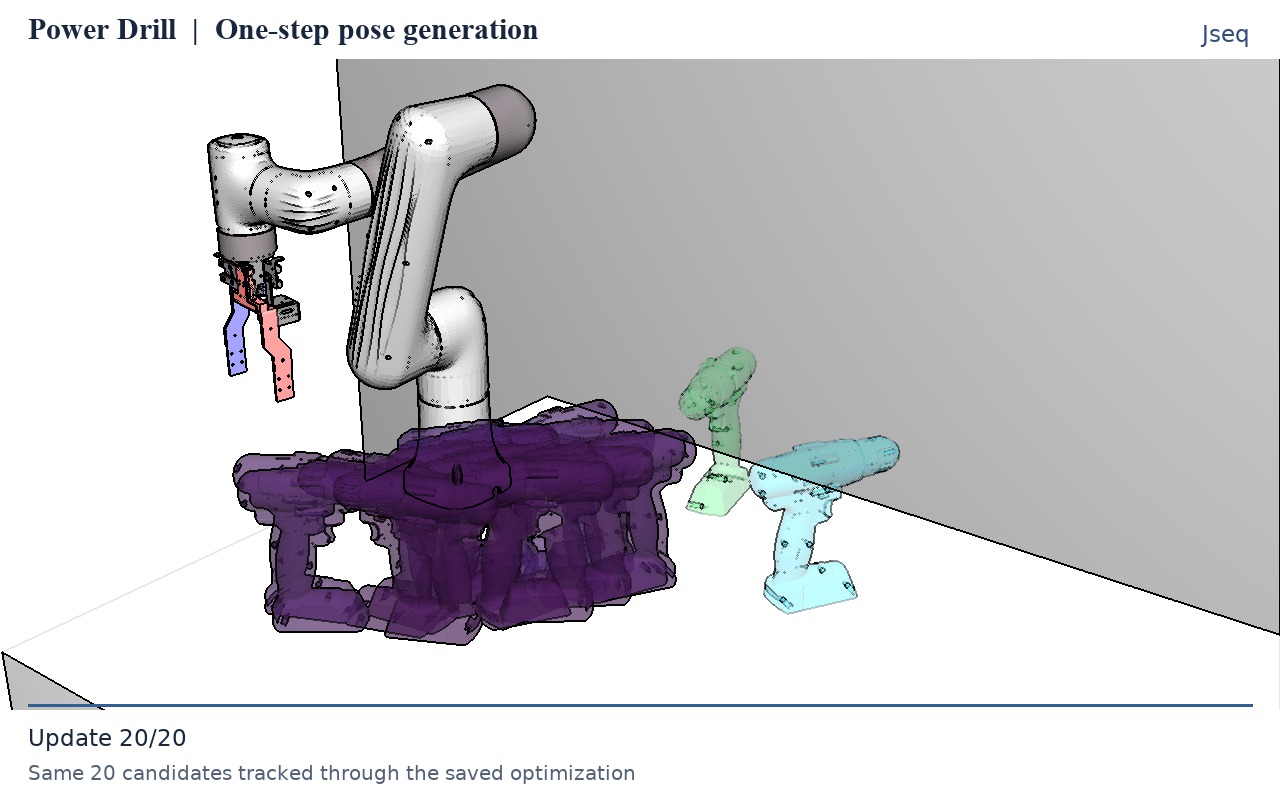 Power Drill | One-step pose generation
Jseq
Update 20/20
Same 20 candidates tracked through the saved optimization